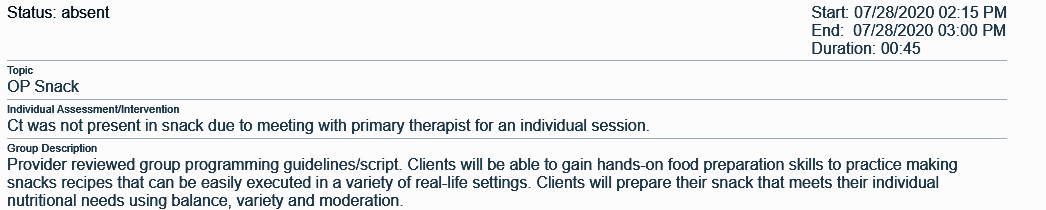 Status: absent
Start: 07/28/2020 02:15 PM
End: 07/28/2020 03:00 PM
Duration: 00:45
Topic
OP Snack
Individual Assessment/Intervention
Ct was not present in snack due to meeting with primary therapist for an individual session.
Group Description
Provider reviewed group programming guidelines/script. Clients will be able to gain hands-on food preparation skills to practice making
snacks recipes that can be easily executed in a variety of real-life settings. Clients will prepare their snack that meets their individual
nutritional needs using balance, variety and moderation.